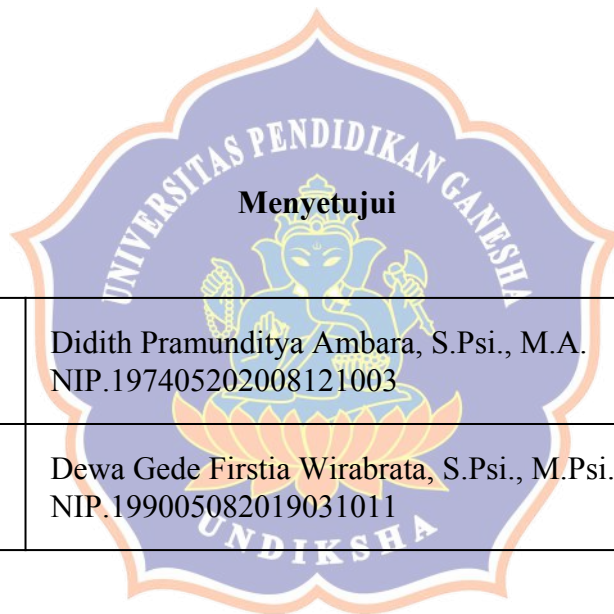 UNIVERSITAS PENDIDIKAN GANESHA
Menyetujui
Didith Pramunditya Ambara, S.Psi., M.A.
NIP.197405202008121003
Dewa Gede Firstia Wirabrata, S.Psi., M.Psi.
NIP.199005082019031011
UNDIKSHA